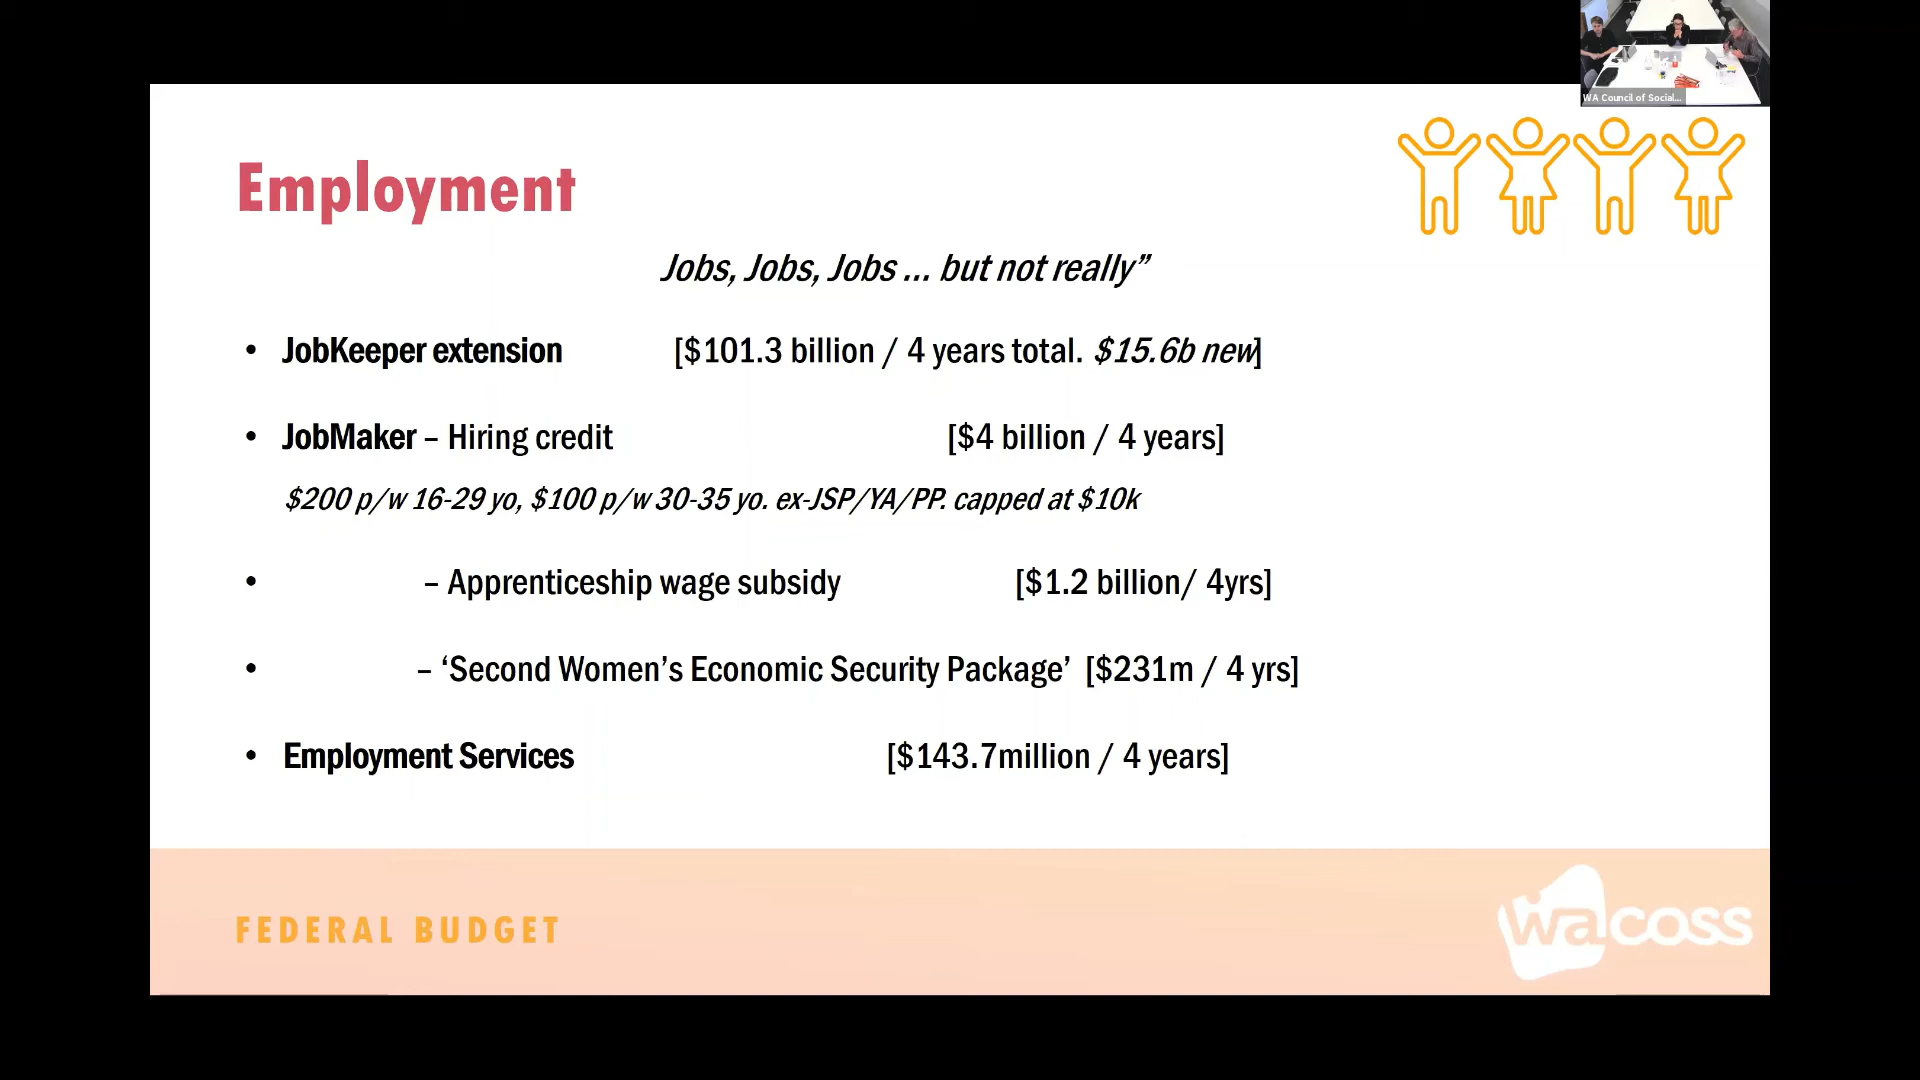 WA Council of Social...
Employment
Jobs, Jobs, Jobs ... but not really”
• JobKeeper extension [$101.3 billion / 4 years total. $15.6b new]
• JobMaker – Hiring credit [$4 billion / 4 years]
$200 p/w 16-29 yo, $100 p/w 30-35 yo. ex-JSP/YA/PP. capped at $10k
• – Apprenticeship wage subsidy [$1.2 billion/ 4yrs]
• – ‘Second Women’s Economic Security Package’ [$231m / 4 yrs]
• Employment Services [$143.7million / 4 years]
FEDERAL BUDGET
wacoss